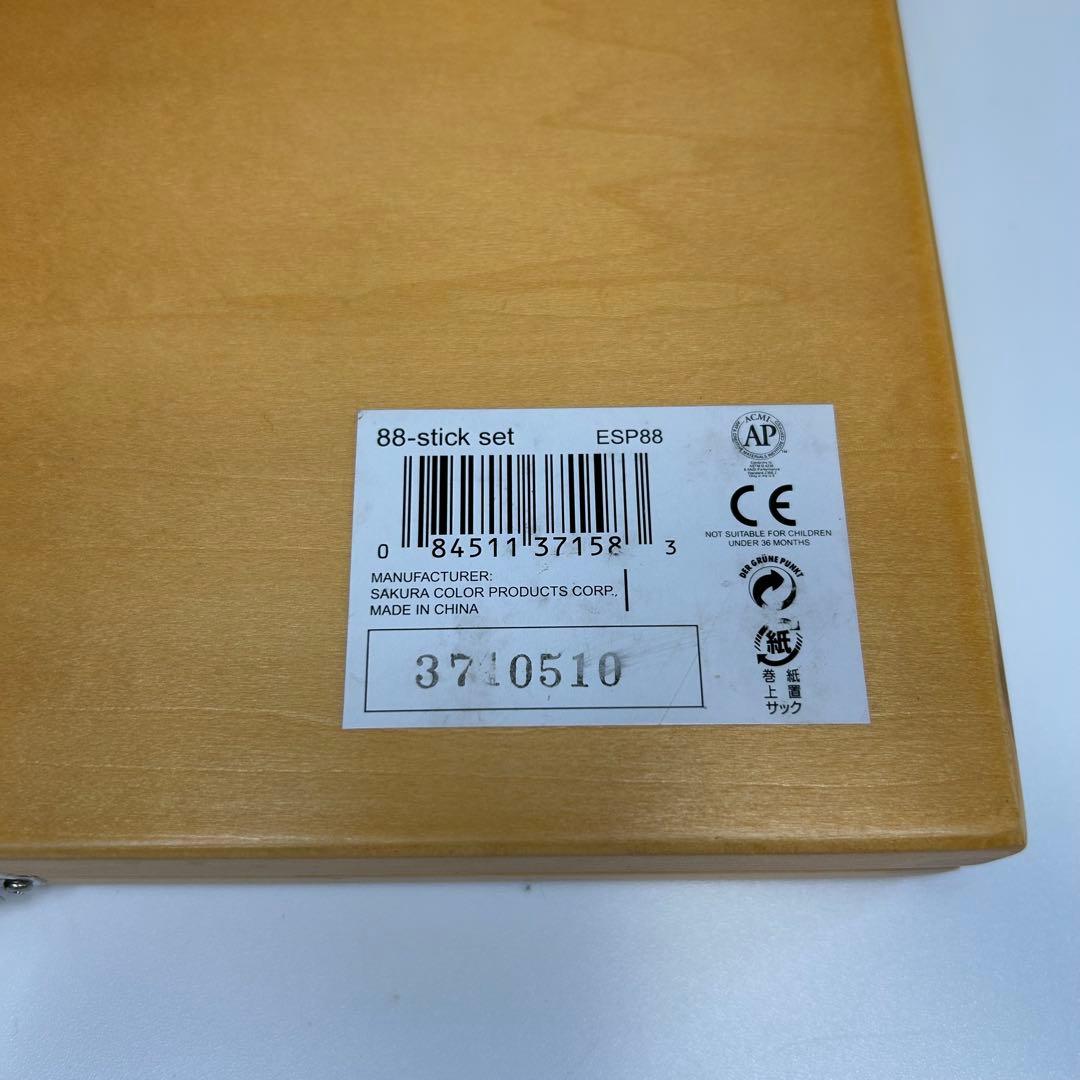 88-stick set ESP88
0 84511 37158 3
MANUFACTURER:
SAKURA COLOR PRODUCTS CORP.,
MADE IN CHINA
3710510
ACMI
AP
CE
NOT SUITABLE FOR CHILDREN
UNDER 36 MONTHS
DER GRÜNE PUNKT
紙
巻 紙
上 置
サック